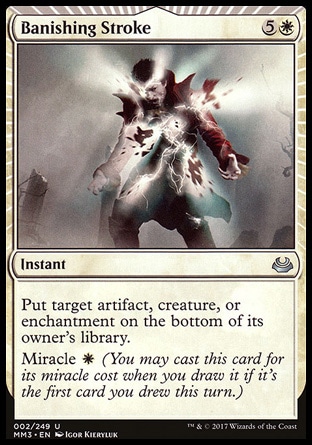 Banishing Stroke 5
Instant
Put target artifact, creature, or
enchantment on the bottom of its
owner's library.
Miracle (You may cast this card for
its miracle cost when you draw it if it's
the first card you drew this turn.)
002/249 U
MM3 • EN Igor Kieryluk ™ & © 2017 Wizards of the Coast